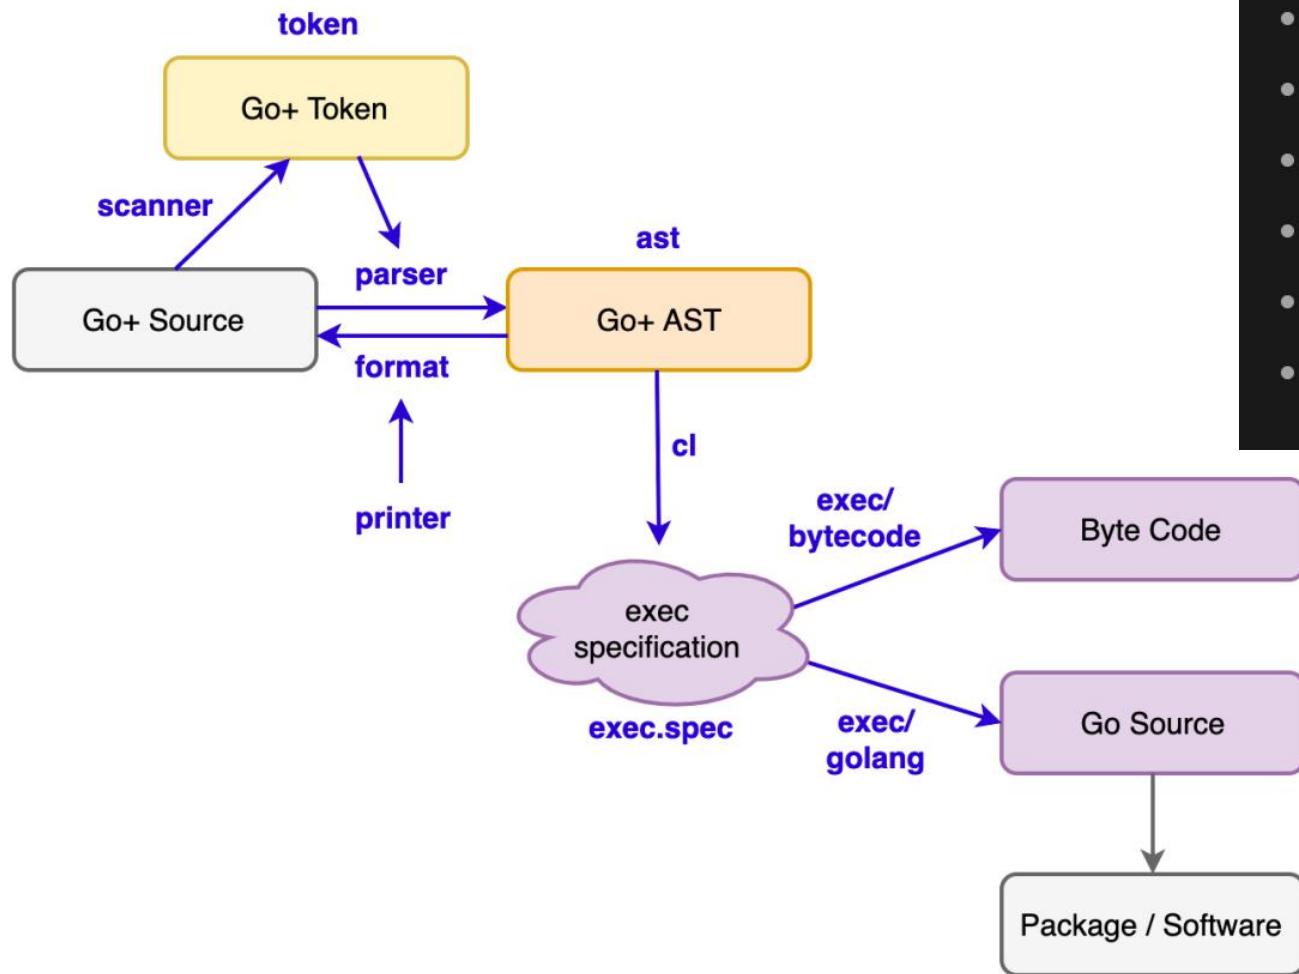 token
Go+ Token
scanner
ast
parser
Go+ Source
Go+ AST
format
cl
printer
exec/
bytecode
Byte Code
exec
specification
exec.spec
exec/
golang
Go Source
Package / Software